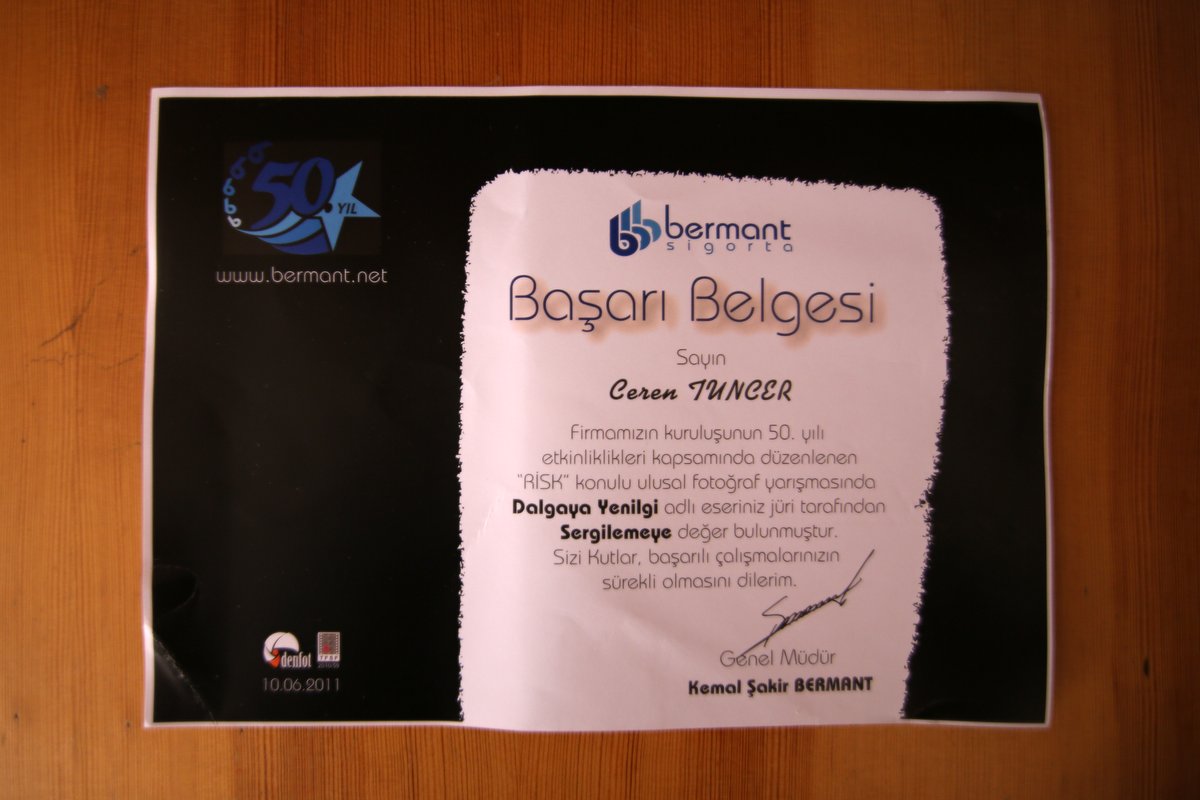 50.
YIL
www.bermant.net
bermant
sigorta
Başarı Belgesi
Sayın
Ceren TUNCER
Firmamızın kuruluşunun 50. yılı
etkinliklikleri kapsamında düzenlenen
"RİSK" konulu ulusal fotoğraf yarışmasında
Dalgaya Yenilgi adlı eseriniz jüri tarafından
Sergilemeye değer bulunmuştur.
Sizi Kutlar, başarılı çalışmalarınızın
sürekli olmasını dilerim.
Genel Müdür
Kemal Şakir BERMANT
denfot
TFSF
10.06.2011